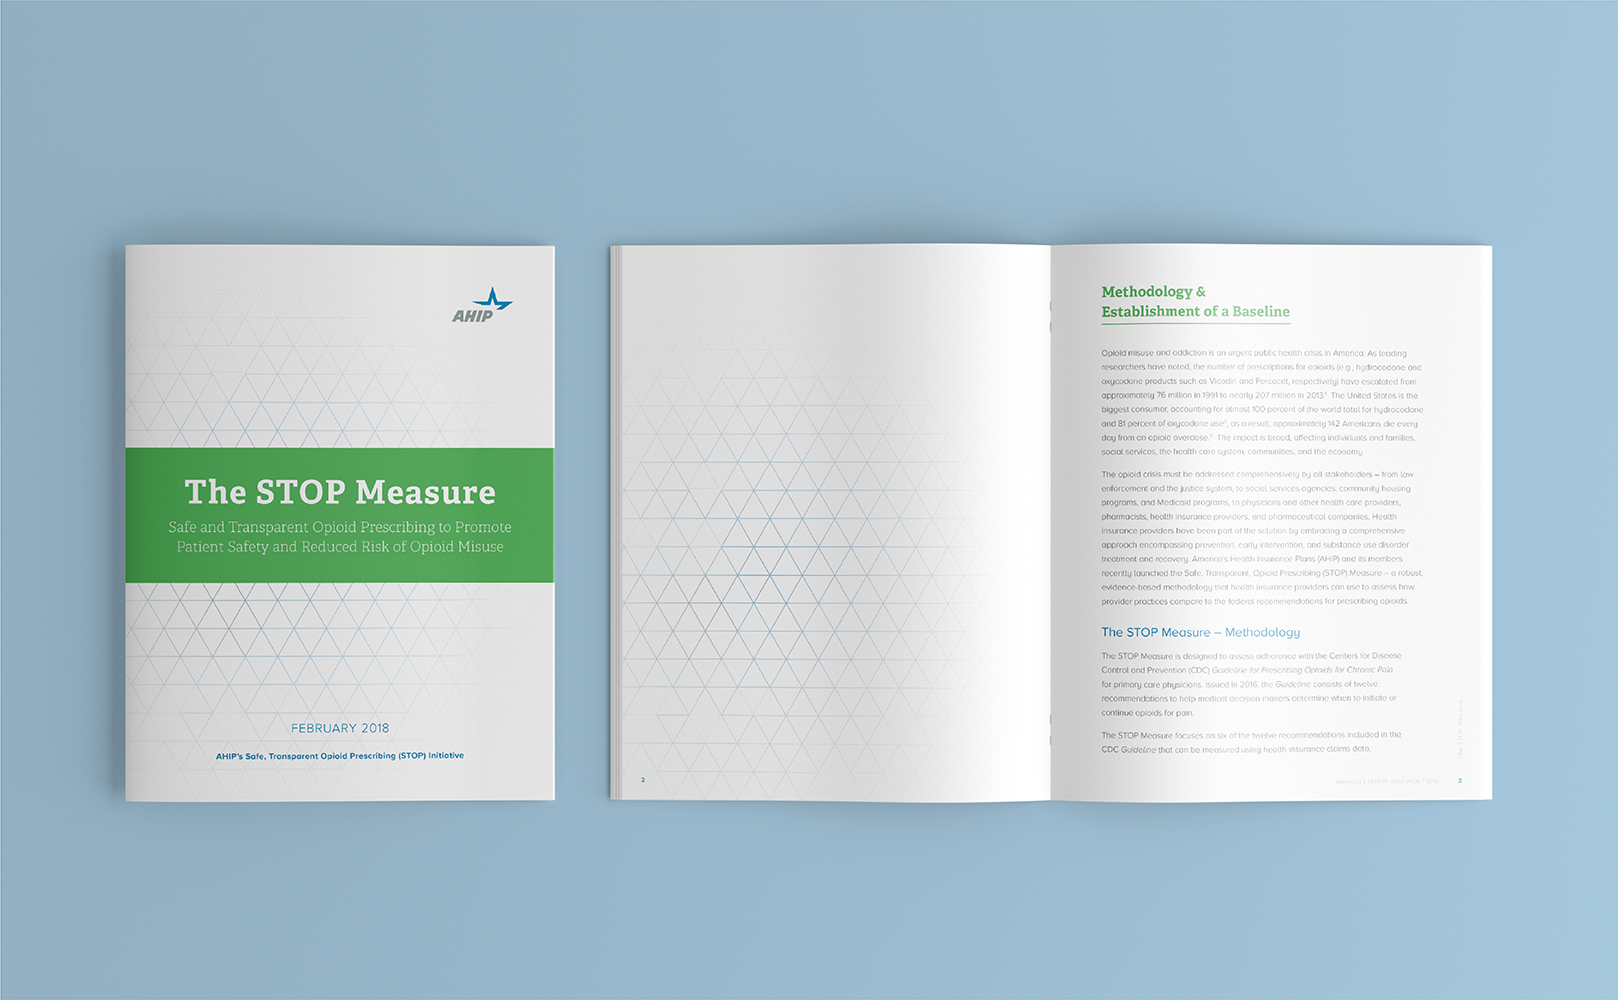 AHIP
The STOP Measure
Safe and Transparent Opioid Prescribing to Promote
Patient Safety and Reduced Risk of Opioid Misuse
FEBRUARY 2018
AHIP's Safe, Transparent Opioid Prescribing (STOP) Initiative
2
Methodology &
Establishment of a Baseline
Opioid misuse and addiction is an urgent public health crisis in America. As leading
researchers have noted, the number of prescriptions for opioids (e.g., hydrocodone and
oxycodone products such as Vicodin and Percocet, respectively) have escalated from
approximately 76 million in 1991 to nearly 207 million in 2013.¹ The United States is the
biggest consumer, accounting for almost 100 percent of the world total for hydrocodone
and 81 percent of oxycodone use², as a result, approximately 142 Americans die every
day from an opioid overdose.³ The impact is broad, affecting individuals and families,
social services, the health care system, communities, and the economy.
The opioid crisis must be addressed comprehensively by all stakeholders – from law
enforcement and the justice system, to social services agencies, community housing
programs, and Medicaid programs, to physicians and other health care providers,
pharmacists, health insurance providers, and pharmaceutical companies. Health
insurance providers have been part of the solution by embracing a comprehensive
approach encompassing prevention, early intervention, and substance use disorder
treatment and recovery. America's Health Insurance Plans (AHIP) and its members
recently launched the Safe, Transparent, Opioid Prescribing (STOP) Measure – a robust,
evidence-based methodology that health insurance providers can use to assess how
provider practices compare to the federal recommendations for prescribing opioids.
The STOP Measure – Methodology
The STOP Measure is designed to assess adherence with the Centers for Disease
Control and Prevention (CDC) Guideline for Prescribing Opioids for Chronic Pain
for primary care physicians, issued in 2016; the Guideline consists of twelve
recommendations to help medical decision-makers determine when to initiate or
continue opioids for pain.
The STOP Measure focuses on six of the twelve recommendations included in the
CDC Guideline that can be measured using health insurance claims data.
The STOP Measure
America's Health Insurance Plans
3